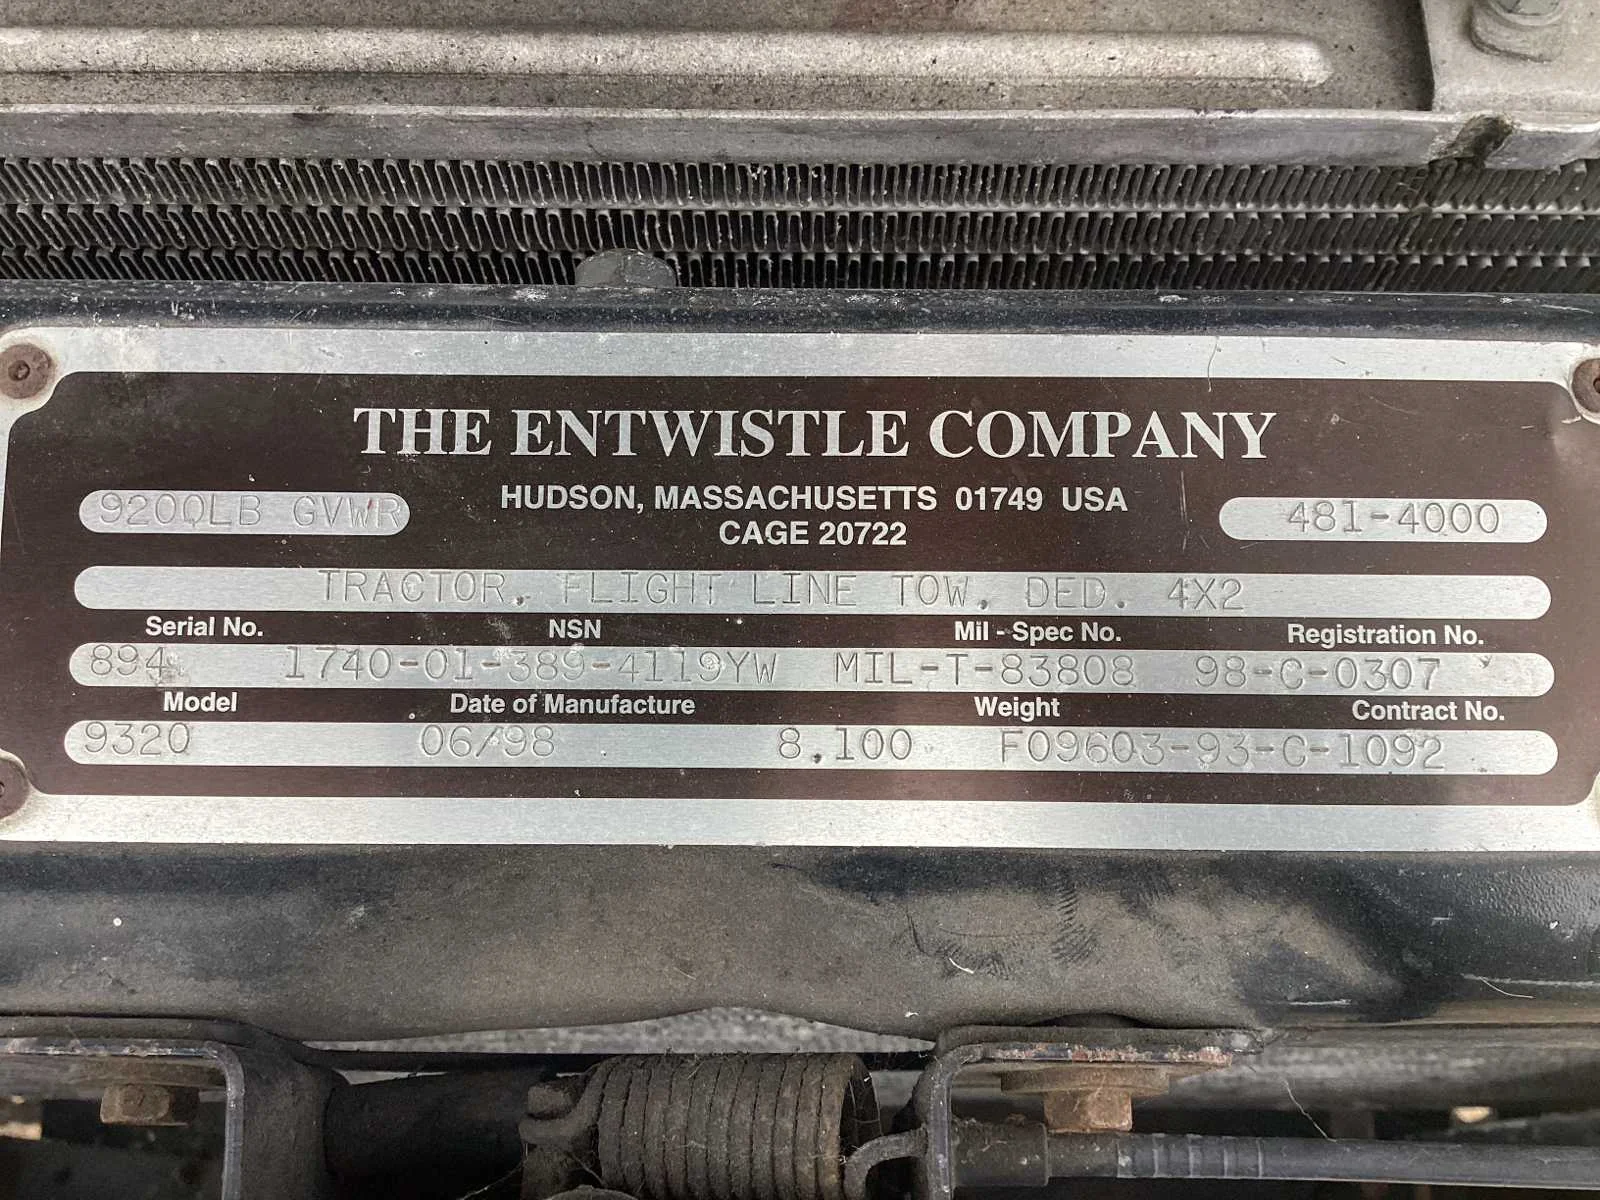 THE ENTWISTLE COMPANY
HUDSON, MASSACHUSETTS 01749 USA
CAGE 20722
9200LB GVWR
481-4000
TRACTOR, FLIGHT LINE TOW, DED. 4X2
Serial No. NSN Mil - Spec No. Registration No.
894 1740-01-389-4119YW MIL-T-83808 98-C-0307
Model Date of Manufacture Weight Contract No.
9320 06/98 8,100 F09603-93-C-1092